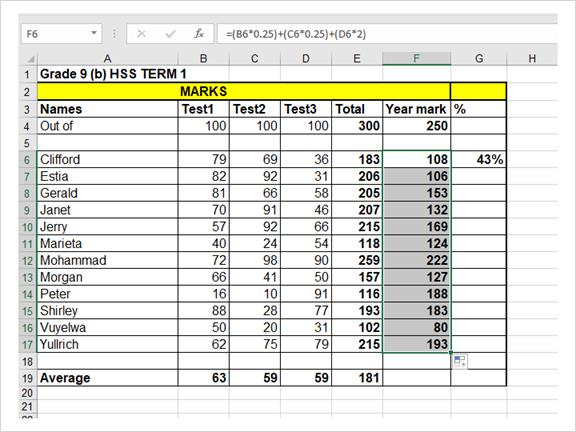 F6 fx =(B6*0.25)+(C6*0.25)+(D6*2)
A B C D E F G H
1 Grade 9 (b) HSS TERM 1
2 MARKS
3 Names Test1 Test2 Test3 Total Year mark %
4 Out of 100 100 100 300 250
5
6 Clifford 79 69 36 183 108 43%
7 Estia 82 92 31 206 106
8 Gerald 81 66 58 205 153
9 Janet 70 91 46 207 132
10 Jerry 57 92 66 215 169
11 Marieta 40 24 54 118 124
12 Mohammad 72 98 90 259 222
13 Morgan 66 41 50 157 127
14 Peter 16 10 91 116 188
15 Shirley 88 28 77 193 183
16 Vuyelwa 50 20 31 102 80
17 Yullrich 62 75 79 215 193
18
19 Average 63 59 59 181
20
21